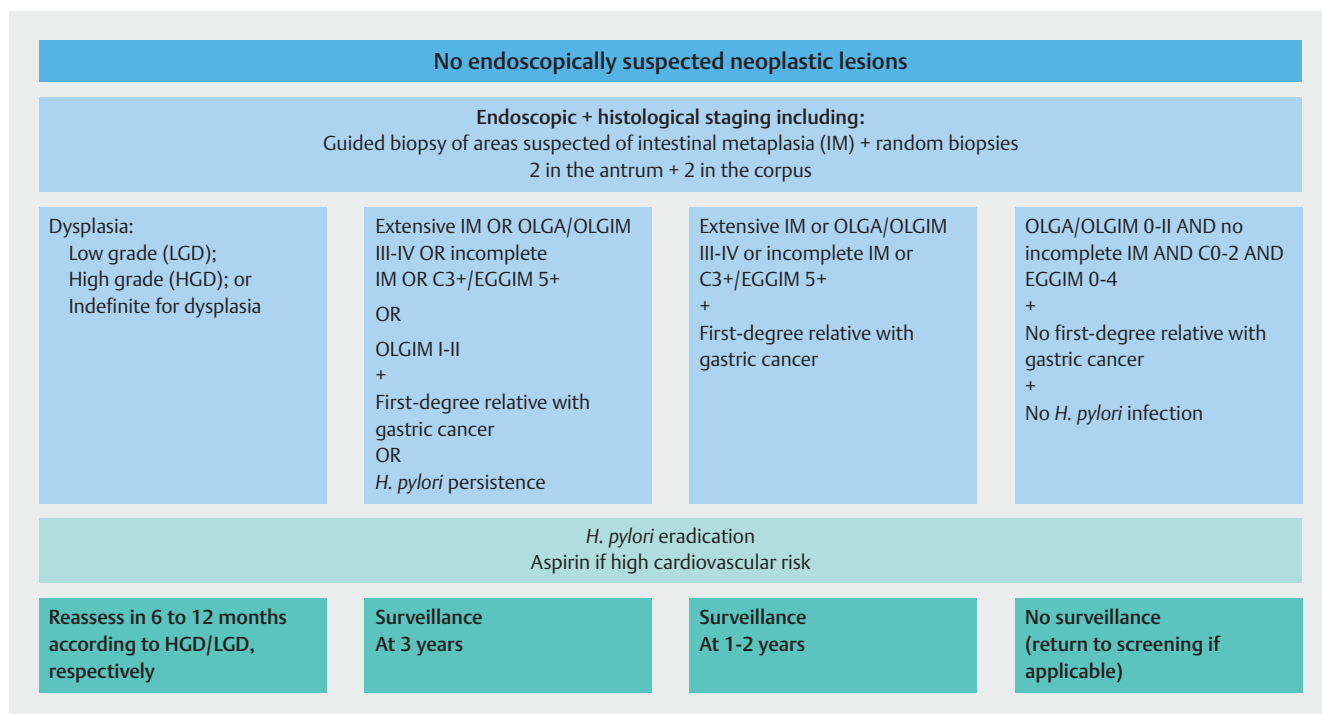 No endoscopically suspected neoplastic lesions
Endoscopic + histological staging including:
Guided biopsy of areas suspected of intestinal metaplasia (IM) + random biopsies
2 in the antrum + 2 in the corpus
Dysplasia:
Low grade (LGD);
High grade (HGD); or
Indefinite for dysplasia
Extensive IM OR OLGA/OLGIM
III-IV OR incomplete
IM OR C3+/EGGIM 5+
OR
OLGIM I-II
+
First-degree relative with
gastric cancer
OR
H. pylori persistence
Extensive IM or OLGA/OLGIM
III-IV or incomplete IM or
C3+/EGGIM 5+
+
First-degree relative with
gastric cancer
OLGA/OLGIM 0-II AND no
incomplete IM AND C0-2 AND
EGGIM 0-4
+
No first-degree relative with
gastric cancer
+
No H. pylori infection
H. pylori eradication
Aspirin if high cardiovascular risk
Reassess in 6 to 12 months
according to HGD/LGD,
respectively
Surveillance
At 3 years
Surveillance
At 1-2 years
No surveillance
(return to screening if
applicable)